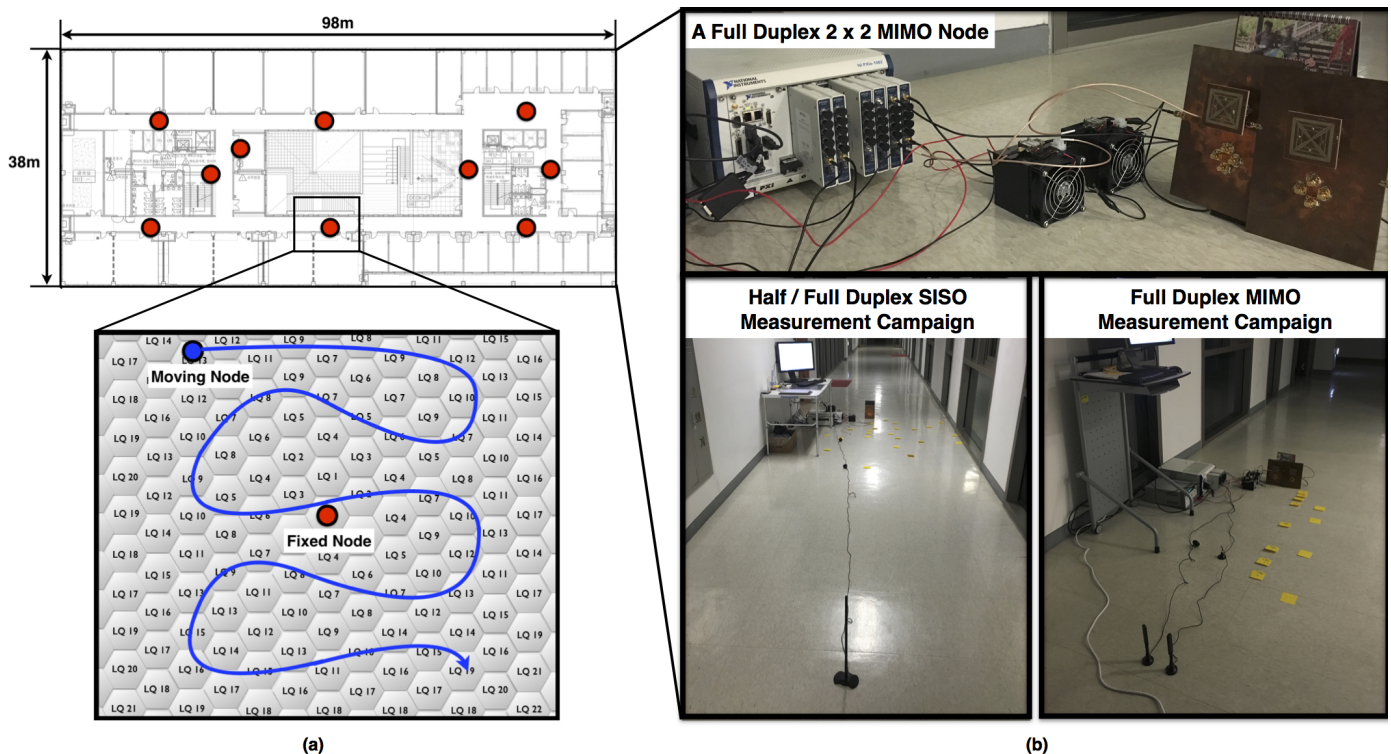 98m
38m
A Full Duplex 2 x 2 MIMO Node
NATIONAL INSTRUMENTS
PXI
LQ 14 LQ 12 LQ 9 LQ 8 LQ 11 LQ 15
LQ 17 LQ 13 LQ 11 LQ 7 LQ 9 LQ 12 LQ 16
Moving Node
LQ 9 LQ 6 LQ 8
LQ 18 LQ 12 LQ 8 LQ 7 LQ 7 LQ 10 LQ 15
LQ 16 LQ 7 LQ 5 LQ 5 LQ 9 LQ 11
LQ 19 LQ 10 LQ 6 LQ 4 LQ 7 LQ 14
LQ 13 LQ 8 LQ 2 LQ 3 LQ 5 LQ 10
LQ 20 LQ 9 LQ 4 LQ 1 LQ 4 LQ 8 LQ 15
LQ 12 LQ 5 LQ 3 LQ 11
LQ 19 LQ 10 LQ 6 LQ 4 LQ 10
LQ 14 LQ 8 LQ 9 LQ 13
Fixed Node
LQ 18 LQ 11 LQ 7 LQ 4 LQ 5 LQ 12 LQ 16
LQ 15 LQ 9 LQ 8 LQ 6 LQ 10 LQ 11
LQ 17 LQ 13 LQ 11 LQ 7 LQ 7 LQ 17
LQ 16 LQ 13 LQ 10 LQ 8 LQ 12 LQ 15
LQ 19 LQ 15 LQ 12 LQ 9 LQ 14 LQ 14 LQ 19
LQ 17 LQ 14 LQ 13 LQ 10 LQ 15 LQ 17
LQ 20 LQ 16 LQ 11 LQ 16 LQ 19 LQ 21
LQ 18 LQ 17 LQ 16 LQ 17 LQ 17 LQ 20
LQ 21 LQ 19 LQ 18 LQ 18 LQ 19 LQ 22
(a)
Half / Full Duplex SISO
Measurement Campaign
Full Duplex MIMO
Measurement Campaign
(b)